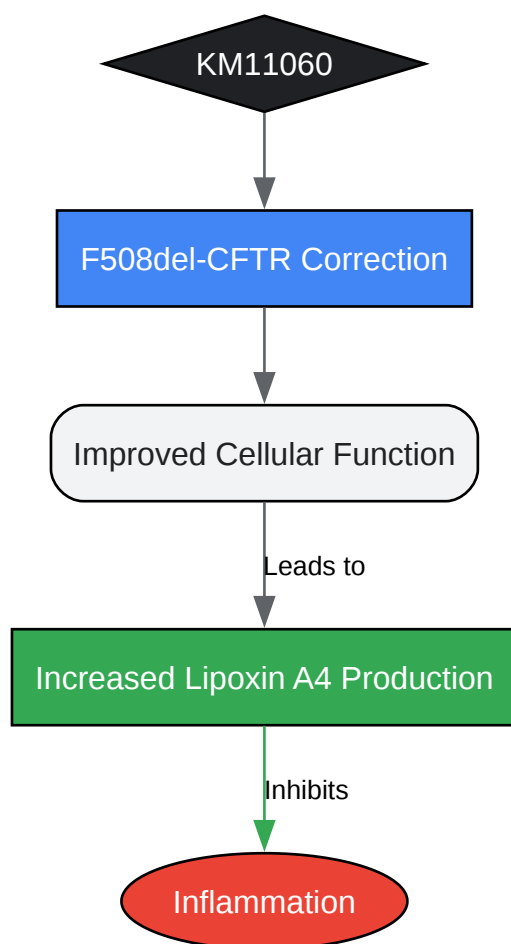 KM11060
F508del-CFTR Correction
Improved Cellular Function
Leads to
Increased Lipoxin A4 Production
Inhibits
Inflammation